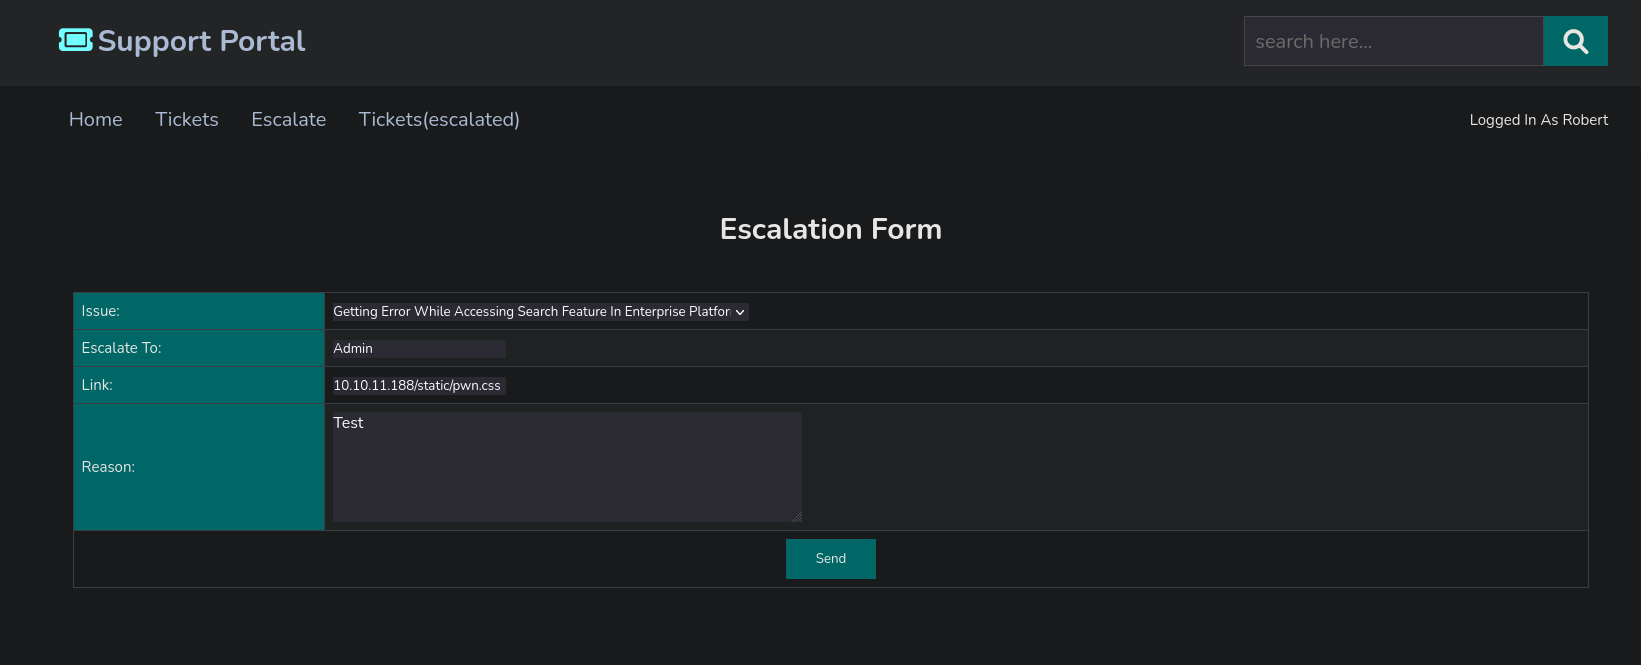 Support Portal
search here...
Home Tickets Escalate Tickets(escalated)
Logged In As Robert
Escalation Form
Issue: Getting Error While Accessing Search Feature In Enterprise Platfor
Escalate To: Admin
Link: 10.10.11.188/static/pwn.css
Reason: Test
Send